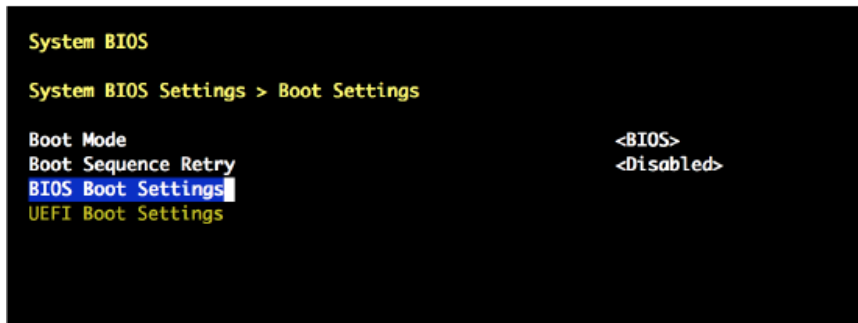 System BIOS
System BIOS Settings > Boot Settings
Boot Mode <BIOS>
Boot Sequence Retry <Disabled>
BIOS Boot Settings
UEFI Boot Settings